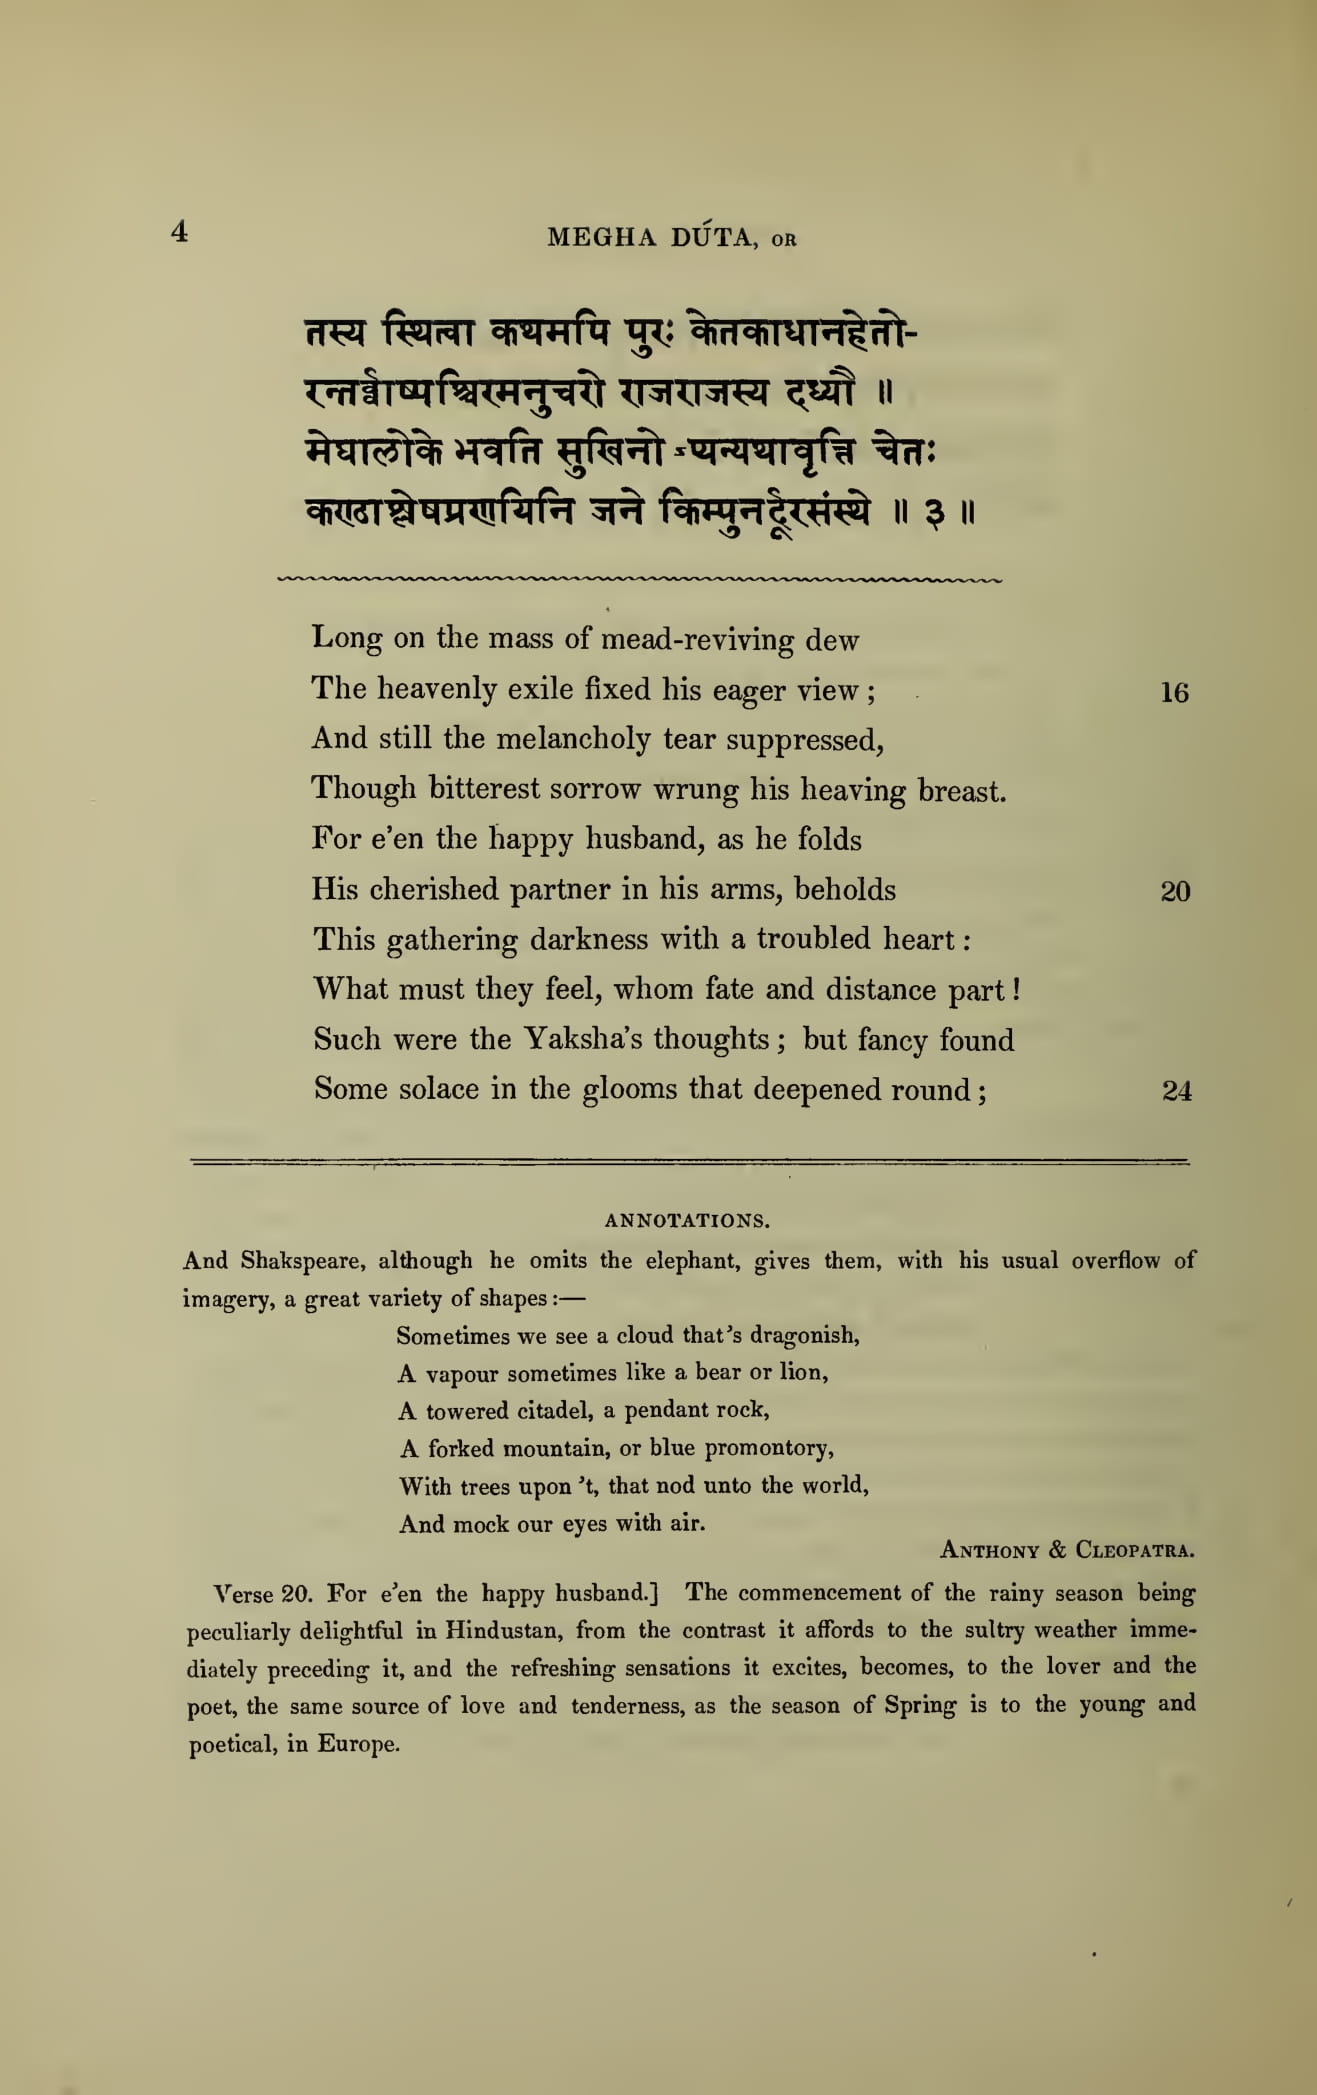 4
MEGHA DÚTA, OR
तस्य स्थित्वा कथमपि पुरः केतकाधानहेतो-
रन्तर्ब्बाष्पश्चिरमनुचरो राजराजस्य दध्यौ ॥
मेघालोके भवति सुखिनो ऽप्यन्यथावृत्ति चेतः
कण्ठाश्लेषप्रणयिनि जने किम्पुनर्दूरसंस्थे ॥ ३ ॥
Long on the mass of mead-reviving dew
The heavenly exile fixed his eager view ; 16
And still the melancholy tear suppressed,
Though bitterest sorrow wrung his heaving breast.
For e’en the happy husband, as he folds
His cherished partner in his arms, beholds 20
This gathering darkness with a troubled heart :
What must they feel, whom fate and distance part !
Such were the Yaksha’s thoughts ; but fancy found
Some solace in the glooms that deepened round ; 24
ANNOTATIONS.
And Shakspeare, although he omits the elephant, gives them, with his usual overflow of
imagery, a great variety of shapes :—
Sometimes we see a cloud that’s dragonish,
A vapour sometimes like a bear or lion,
A towered citadel, a pendant rock,
A forked mountain, or blue promontory,
With trees upon ’t, that nod unto the world,
And mock our eyes with air.
ANTHONY & CLEOPATRA.
Verse 20. For e’en the happy husband.] The commencement of the rainy season being
peculiarly delightful in Hindustan, from the contrast it affords to the sultry weather imme-
diately preceding it, and the refreshing sensations it excites, becomes, to the lover and the
poet, the same source of love and tenderness, as the season of Spring is to the young and
poetical, in Europe.